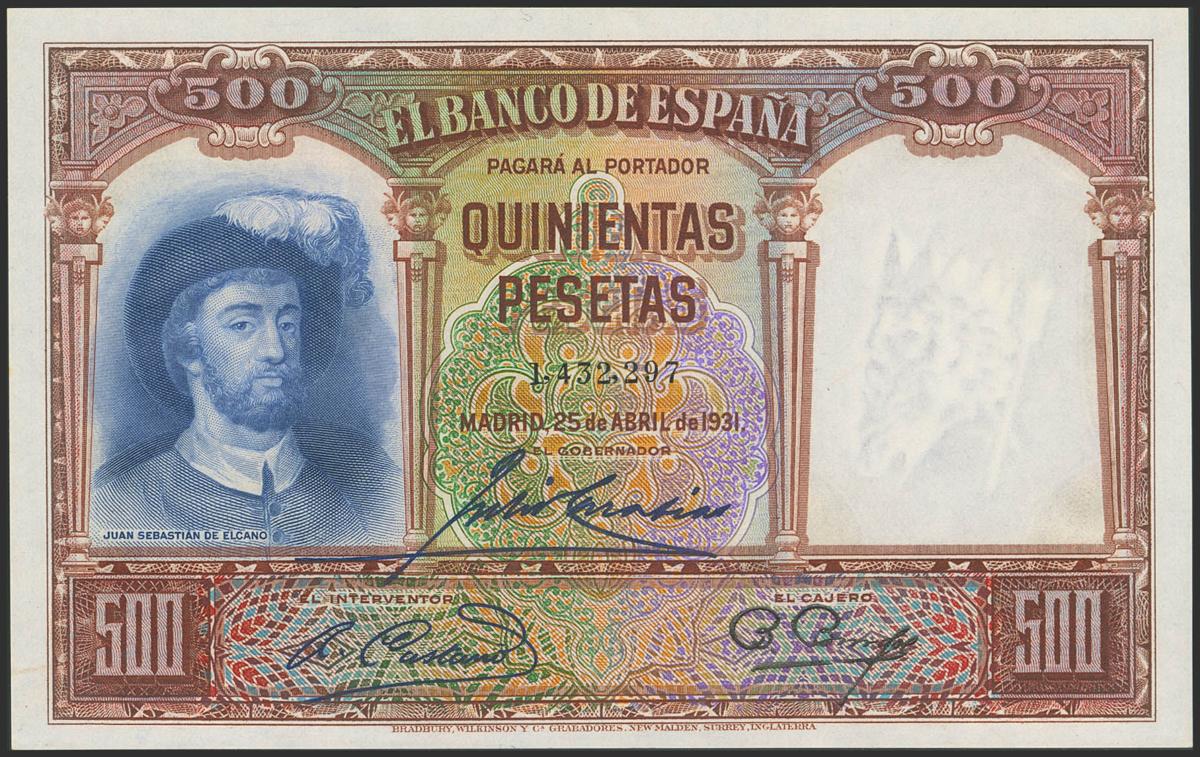 500
500
EL BANCO DE ESPAÑA
PAGARÁ AL PORTADOR
QUINIENTAS
PESETAS
1,432,297
MADRID, 25 de ABRIL de 1931.
EL GOBERNADOR
JUAN SEBASTIÁN DE ELCANO
500
EL INTERVENTOR
EL CAJERO
500
BRADBURY, WILKINSON Y Cª GRABADORES. NEW MALDEN, SURREY, INGLATERRA